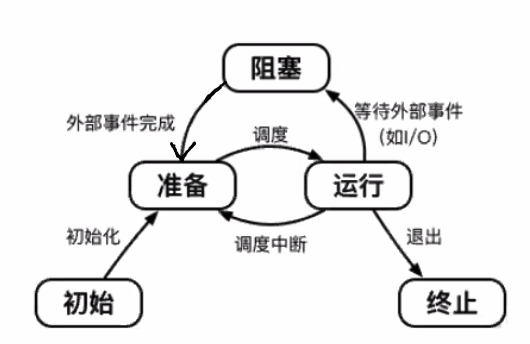 阻塞
外部事件完成
等待外部事件
(如I/O)
调度
准备
运行
初始化
调度中断
退出
初始
终止